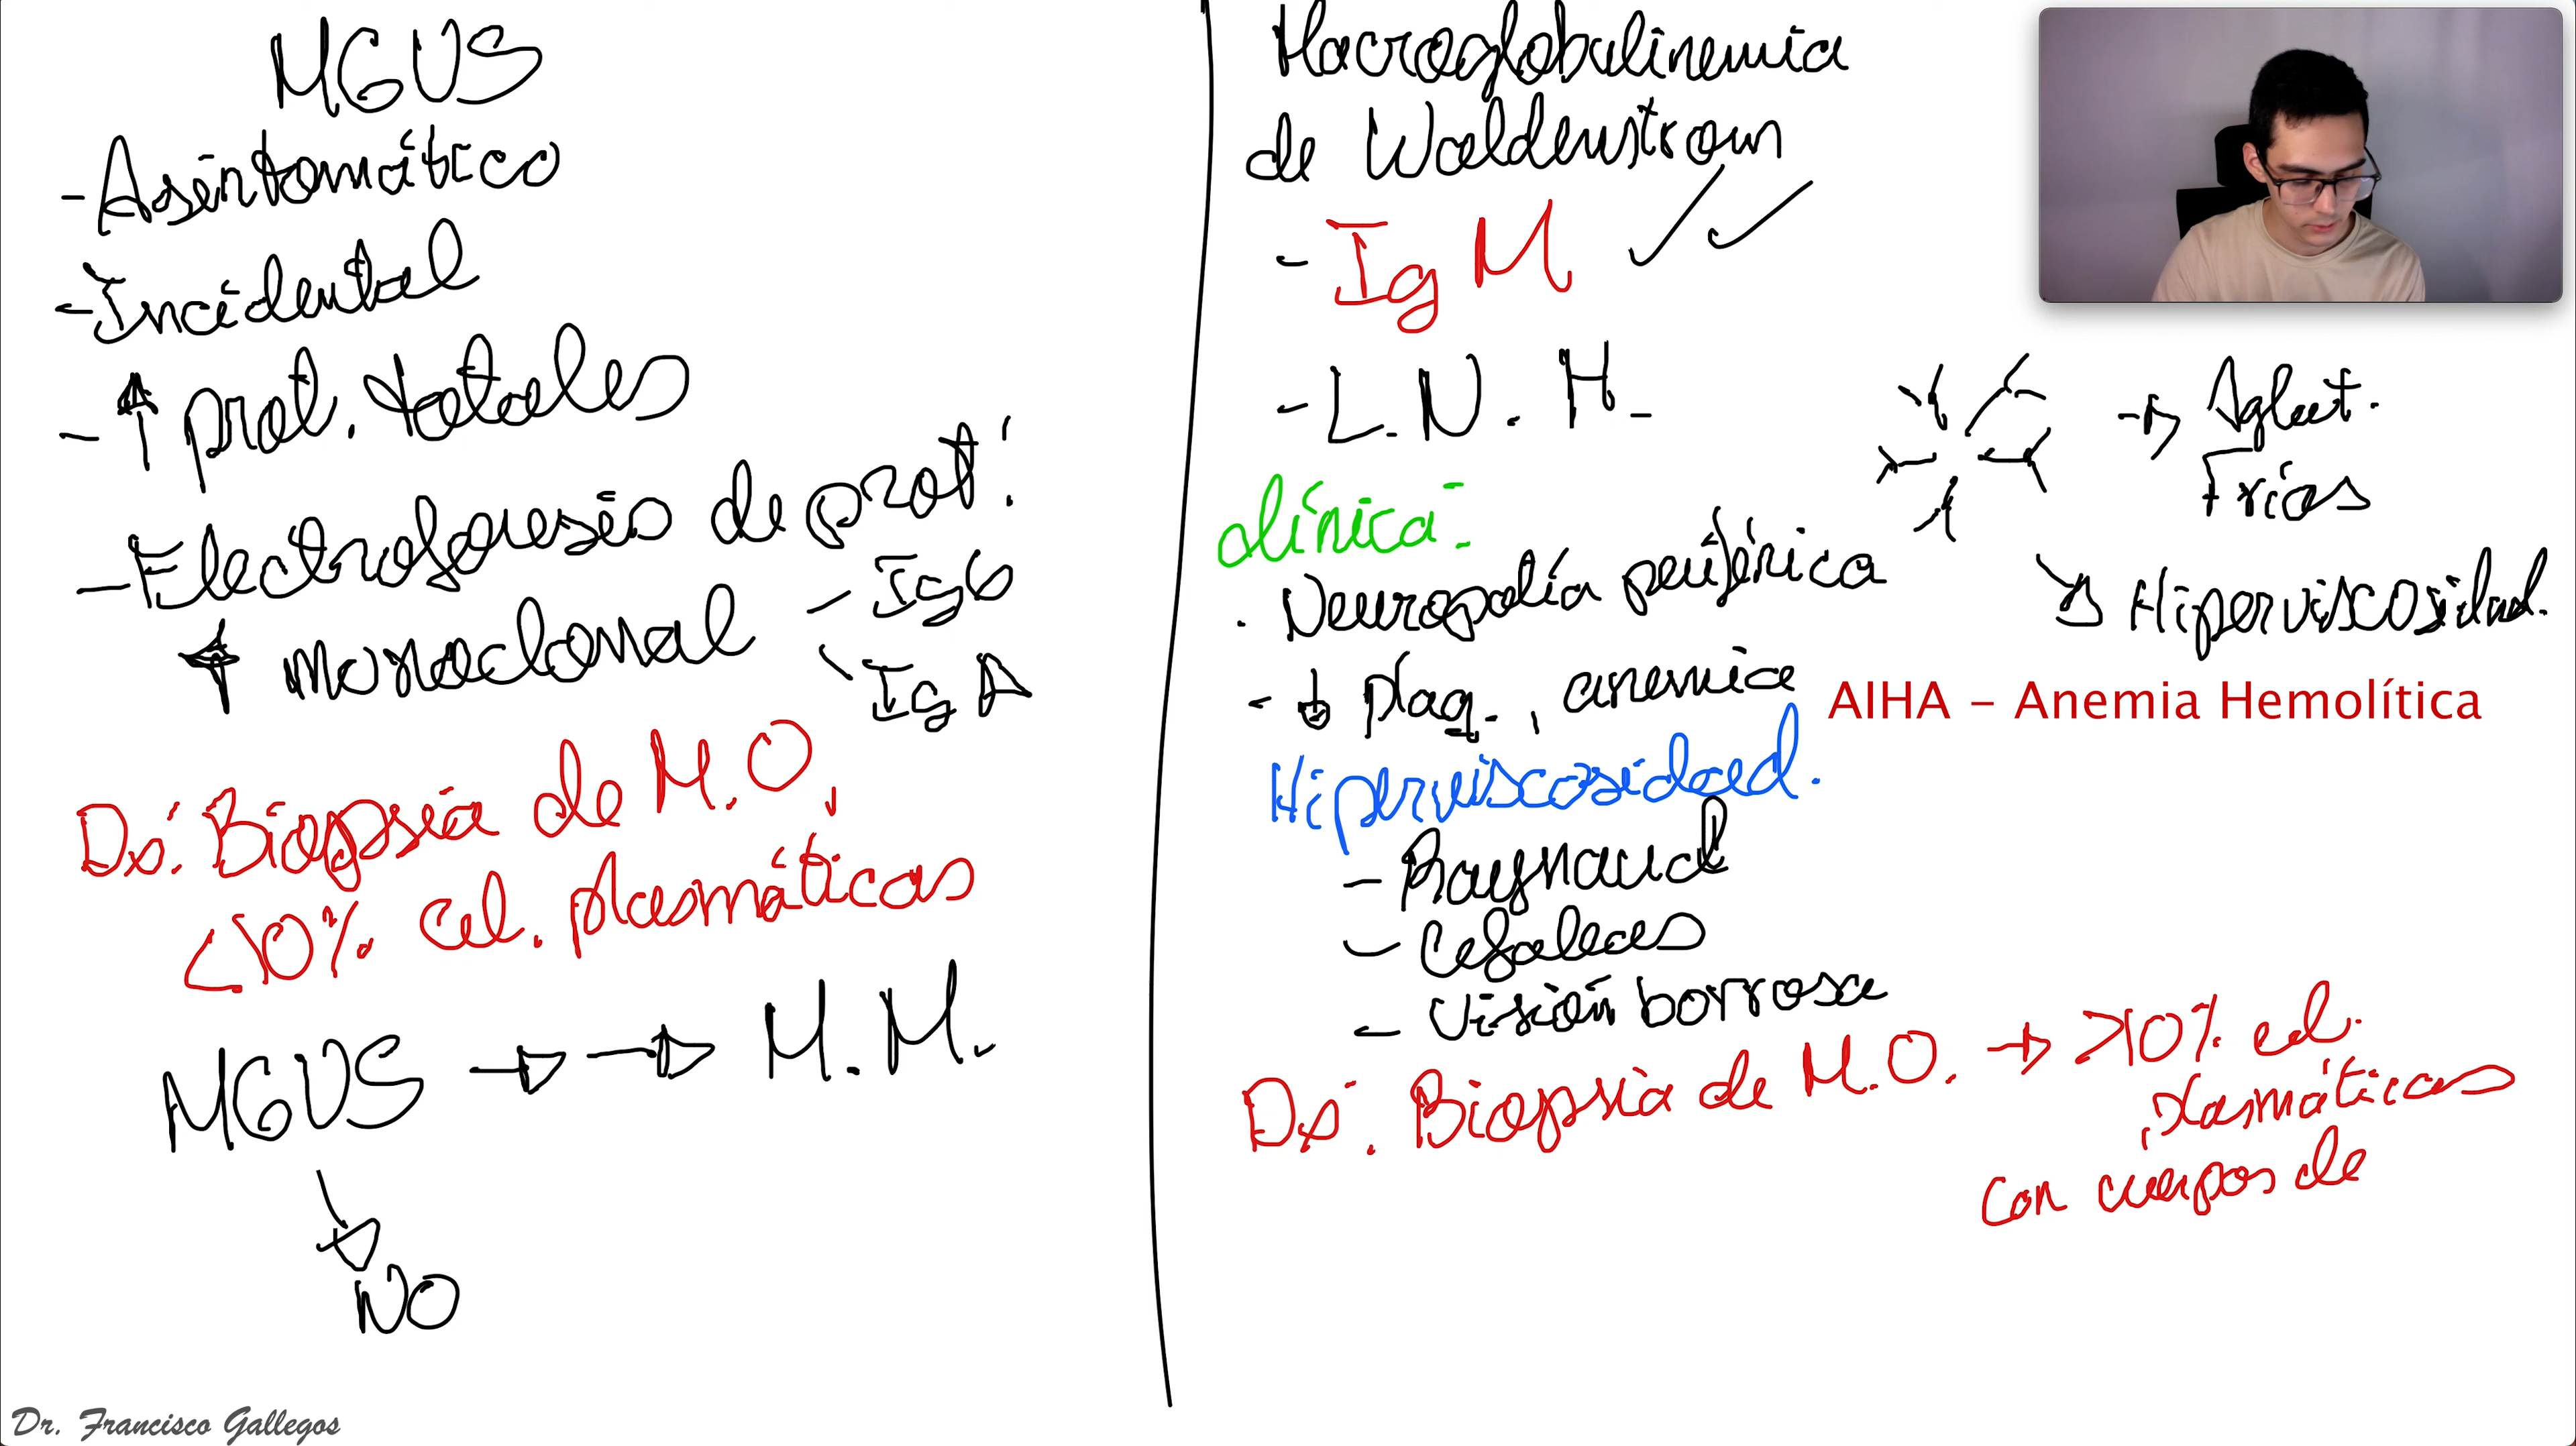 MGUS
- Asintomático
- Incidental
- ↑ prot. totales
- Electroforesis de prot:
↑ monoclonal - IgG
- IgA
Dx: Biopsia de M.O.
<10% cel. plasmáticas
MGUS → → M.M.
NO
Dr. Francisco Gallegos
Macroglobulinemia
de Waldenstrom
- IgM ✓✓
- L.N.H.
→ Aglut.
Frías
↘ Hiperviscosidad.
Clínica:
. Neuropatía periférica
- ↓ plaq., anemia
AIHA – Anemia Hemolítica
Hiperviscosidad.
- Raynaud
- Cefaleas
- Visión borrosa
Dx: Biopsia de M.O. → >10% cel.
plasmáticas
con cuerpos de